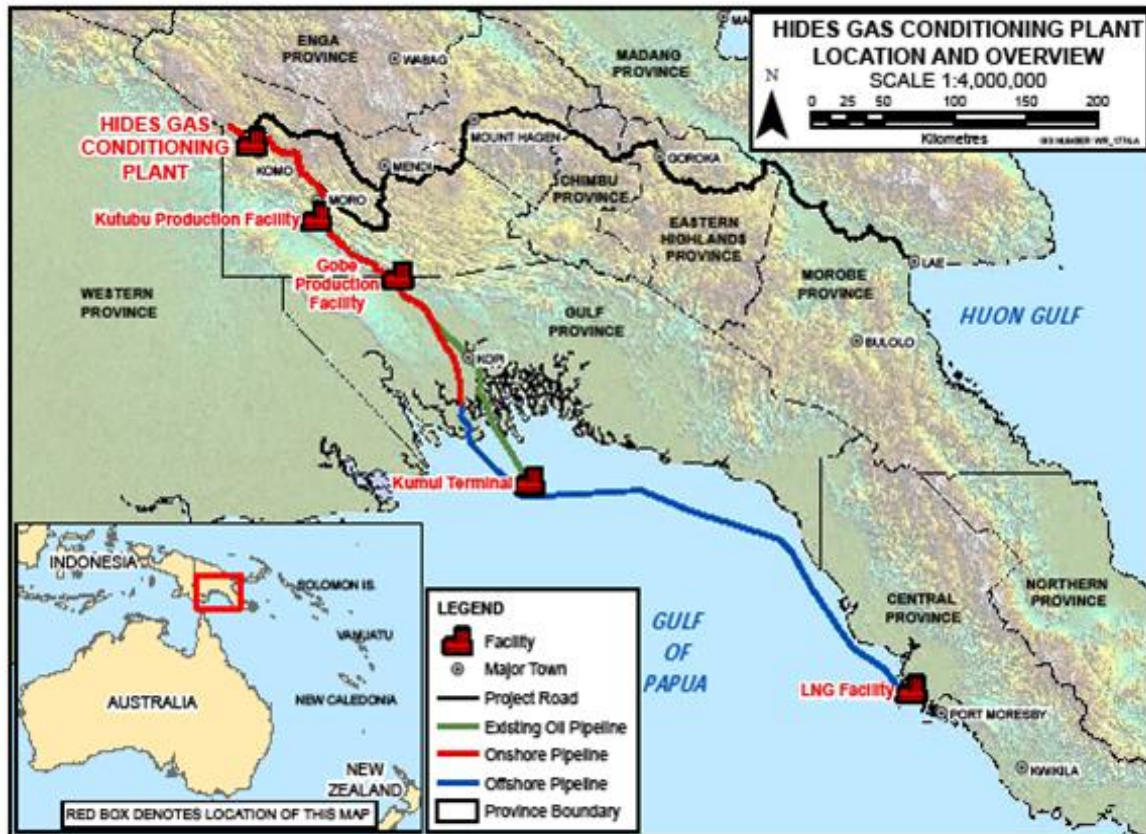 HIDES GAS CONDITIONING PLANT
LOCATION AND OVERVIEW
SCALE 1:4,000,000
N
0 25 50 100 150 200
Kilometres
ENGA
PROVINCE
WABAG
MADANG
PROVINCE
HIDES GAS
CONDITIONING
PLANT
MOUNT HAGEN
KOMO
MENDI
GOROKA
CHIMBU
PROVINCE
MORO
Kutubu Production Facility
EASTERN
HIGHLANDS
PROVINCE
Gobe
Production
Facility
MOROBE
PROVINCE
LAE
WESTERN
PROVINCE
GULF
PROVINCE
HUON GULF
BULOLO
KOPI
Kumul Terminal
NORTHERN
PROVINCE
CENTRAL
PROVINCE
GULF
OF
PAPUA
LNG Facility
PORT MORESBY
KWIKILA
INDONESIA
SOLOMON IS.
VANUATU
NEW CALEDONIA
AUSTRALIA
NEW
ZEALAND
RED BOX DENOTES LOCATION OF THIS MAP
LEGEND
Facility
Major Town
Project Road
Existing Oil Pipeline
Onshore Pipeline
Offshore Pipeline
Province Boundary